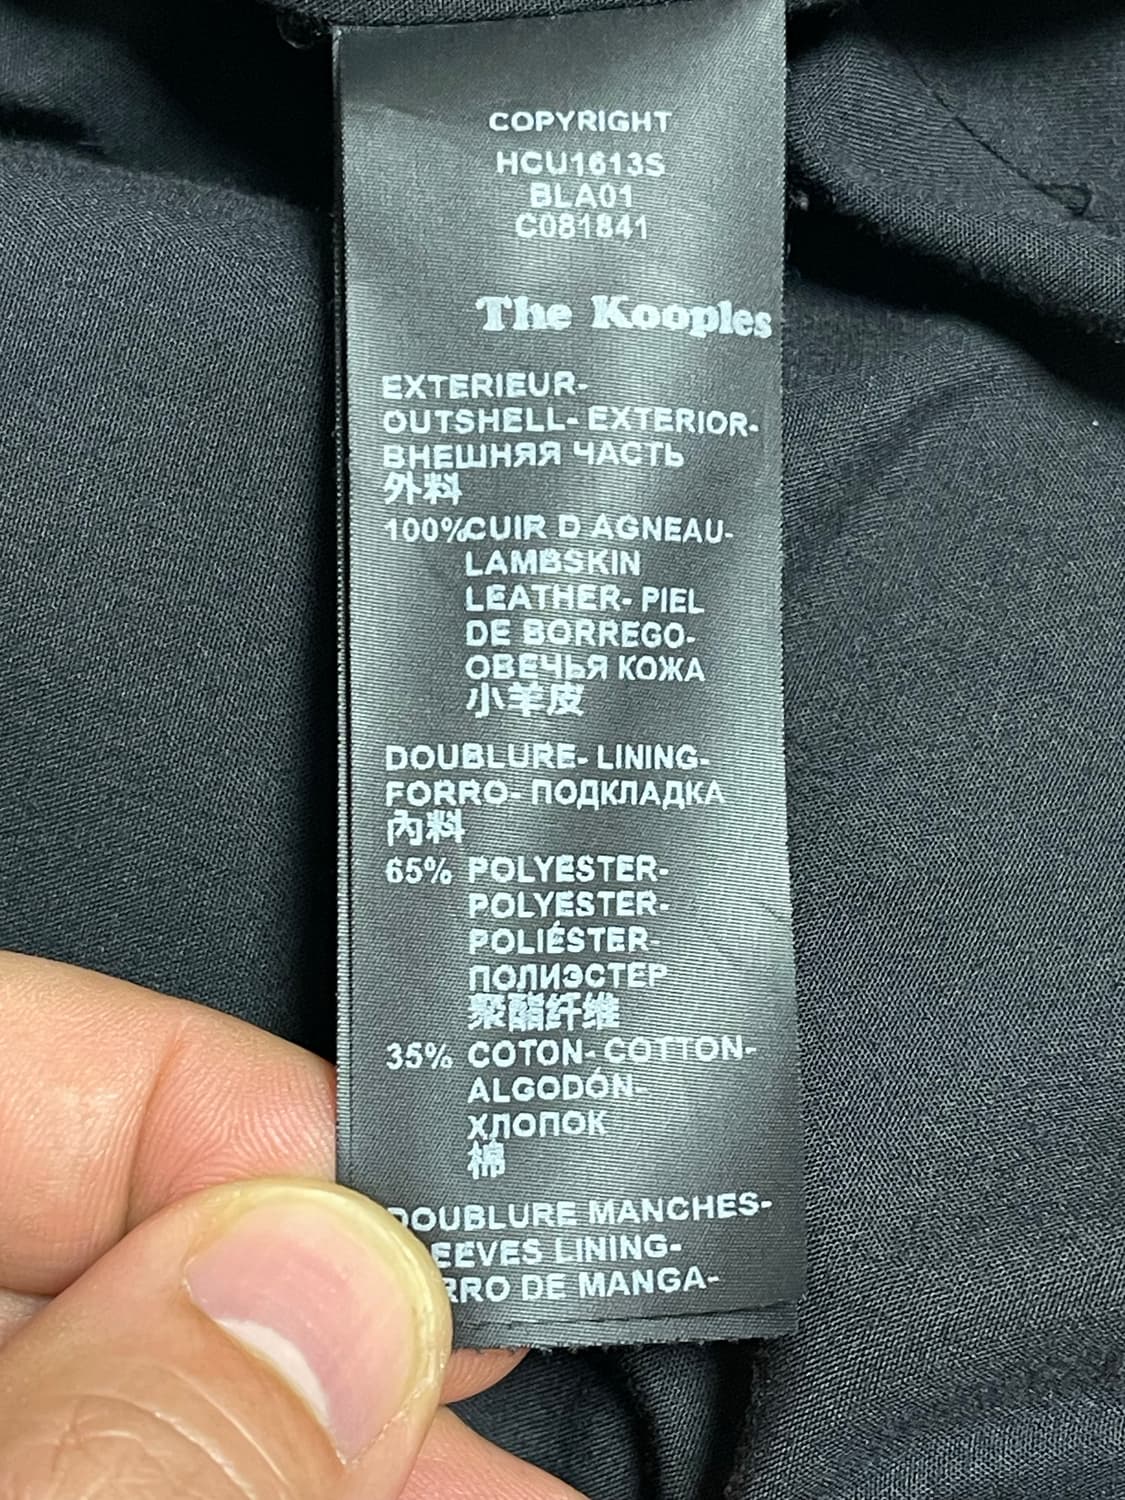 COPYRIGHT
HCU1613S
BLA01
C081841
The Kooples
EXTERIEUR-
OUTSHELL- EXTERIOR-
ВНЕШНЯЯ ЧАСТЬ
外料
100%CUIR D AGNEAU-
LAMBSKIN
LEATHER- PIEL
DE BORREGO-
ОВЕЧЬЯ КОЖА
小羊皮
DOUBLURE- LINING-
FORRO- ПОДКЛАДКА
內料
65% POLYESTER-
POLYESTER-
POLIÉSTER-
ПОЛИЭСТЕР
聚酯纤维
35% COTON- COTTON-
ALGODÓN-
ХЛОПОК
棉
DOUBLURE MANCHES-
LINING-
DE MANGA-